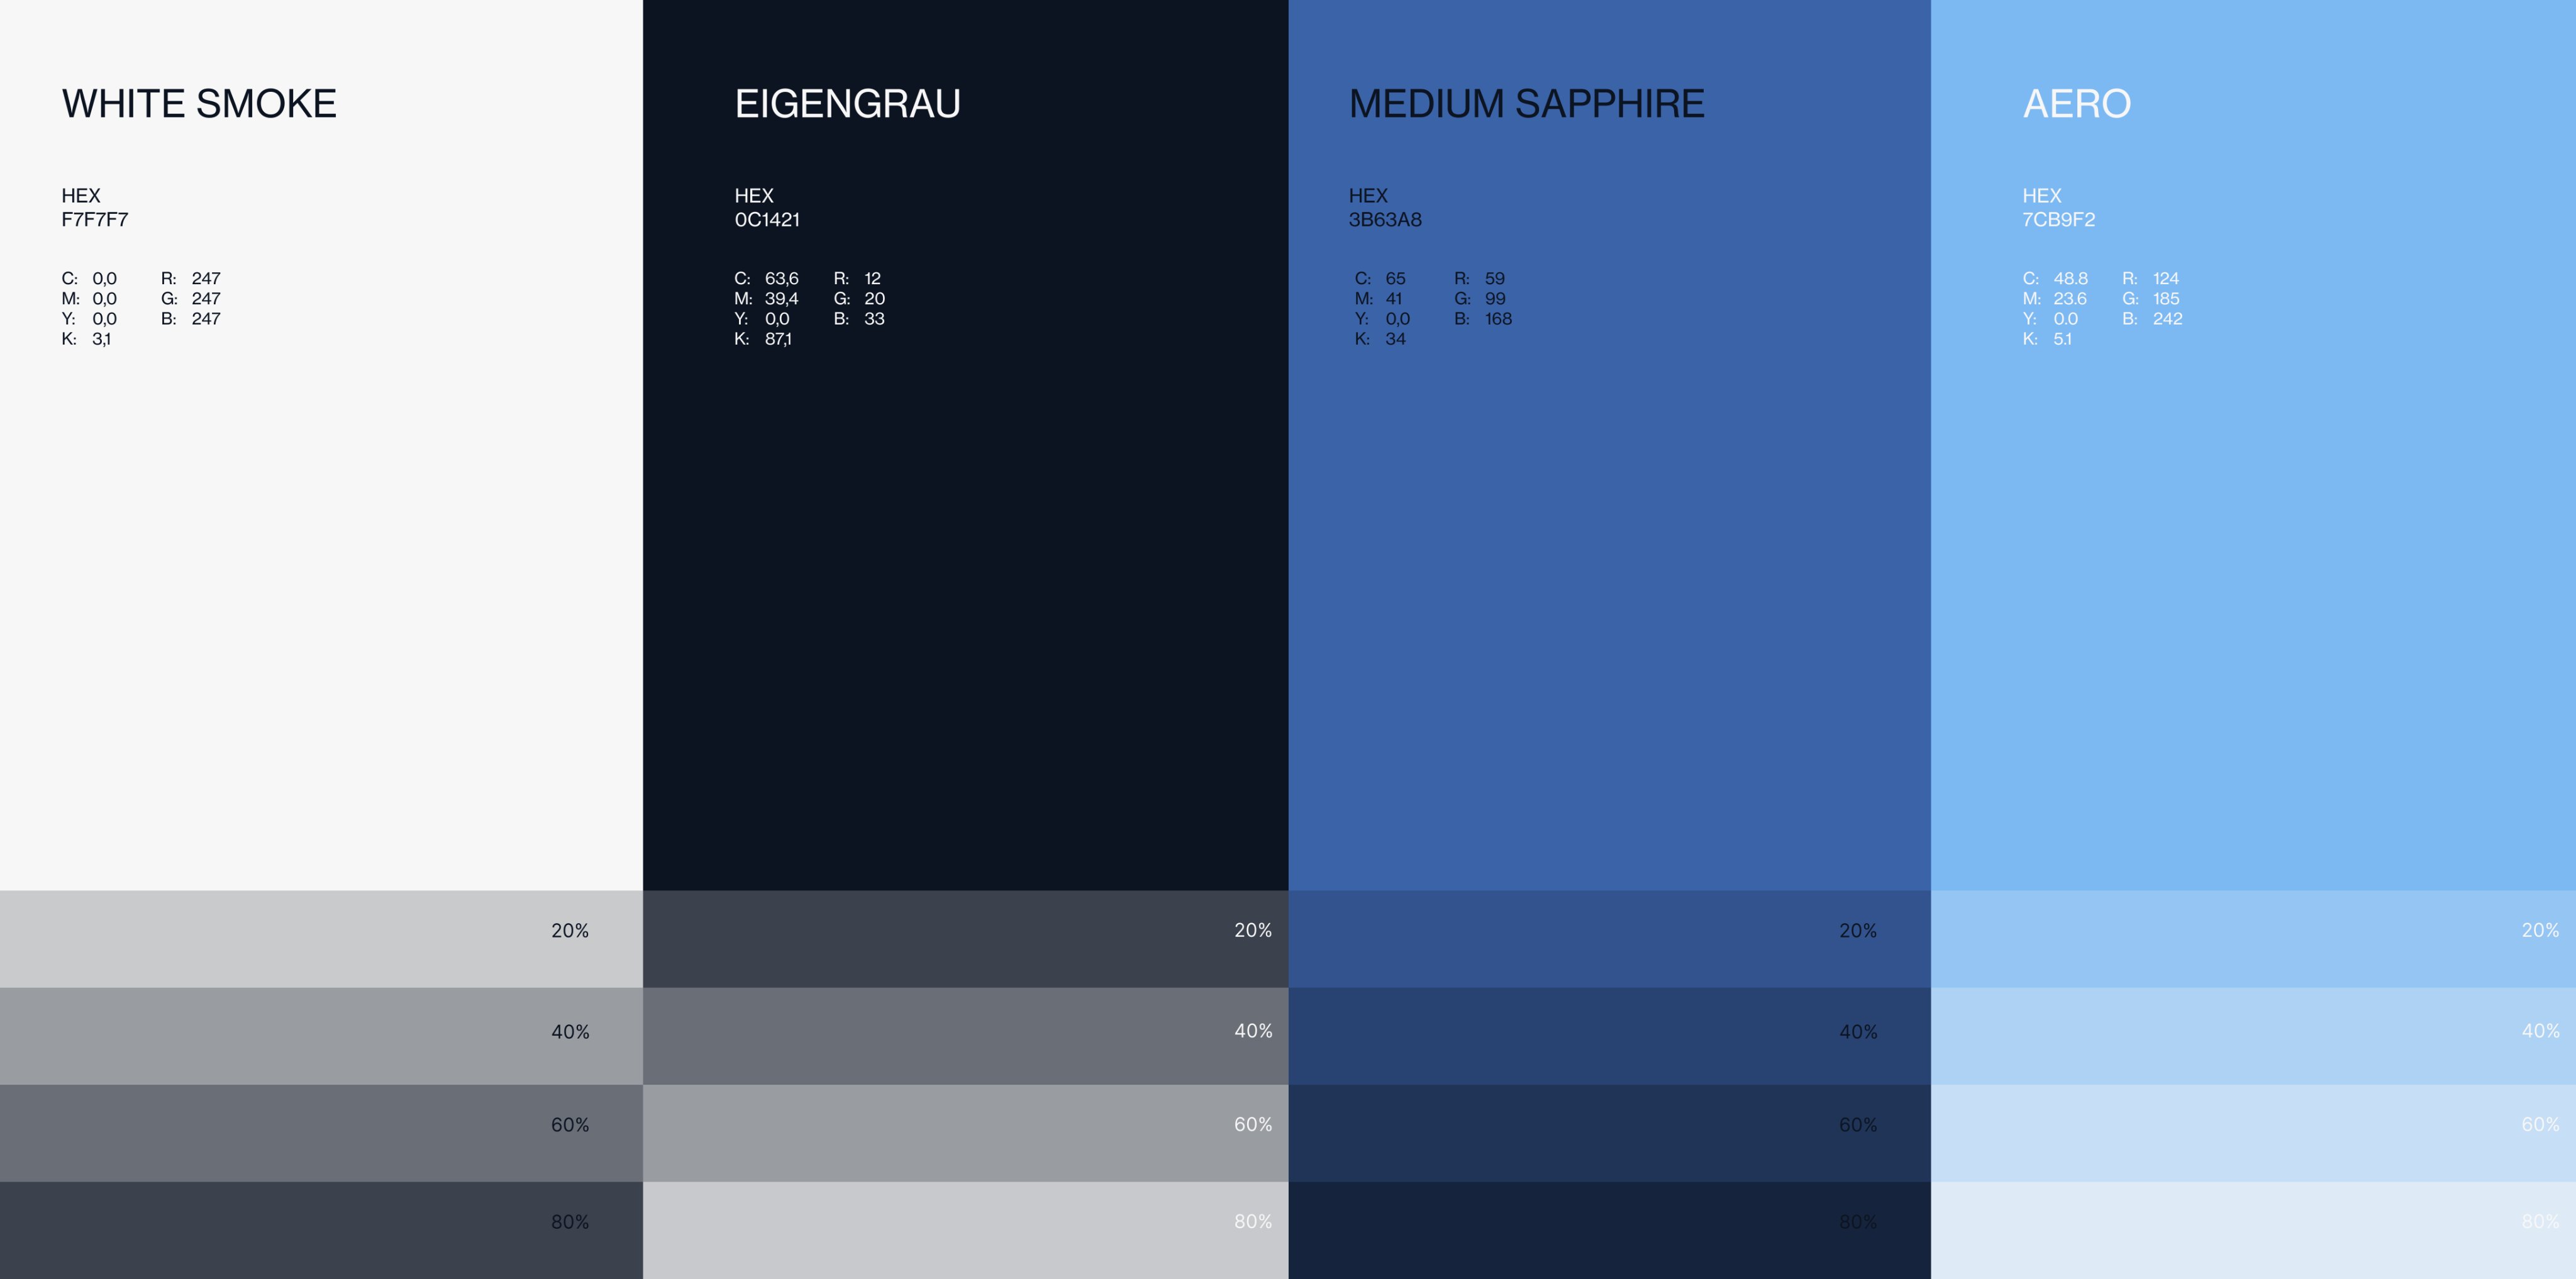 WHITE SMOKE
HEX
F7F7F7
C: 0,0 R: 247
M: 0,0 G: 247
Y: 0,0 B: 247
K: 3,1
20%
40%
60%
80%
EIGENGRAU
HEX
0C1421
C: 63,6 R: 12
M: 39,4 G: 20
Y: 0,0 B: 33
K: 87,1
20%
40%
60%
80%
MEDIUM SAPPHIRE
HEX
3B63A8
C: 65 R: 59
M: 41 G: 99
Y: 0,0 B: 168
K: 34
20%
40%
60%
80%
AERO
HEX
7CB9F2
C: 48.8 R: 124
M: 23.6 G: 185
Y: 0.0 B: 242
K: 5.1
20%
40%
60%
80%